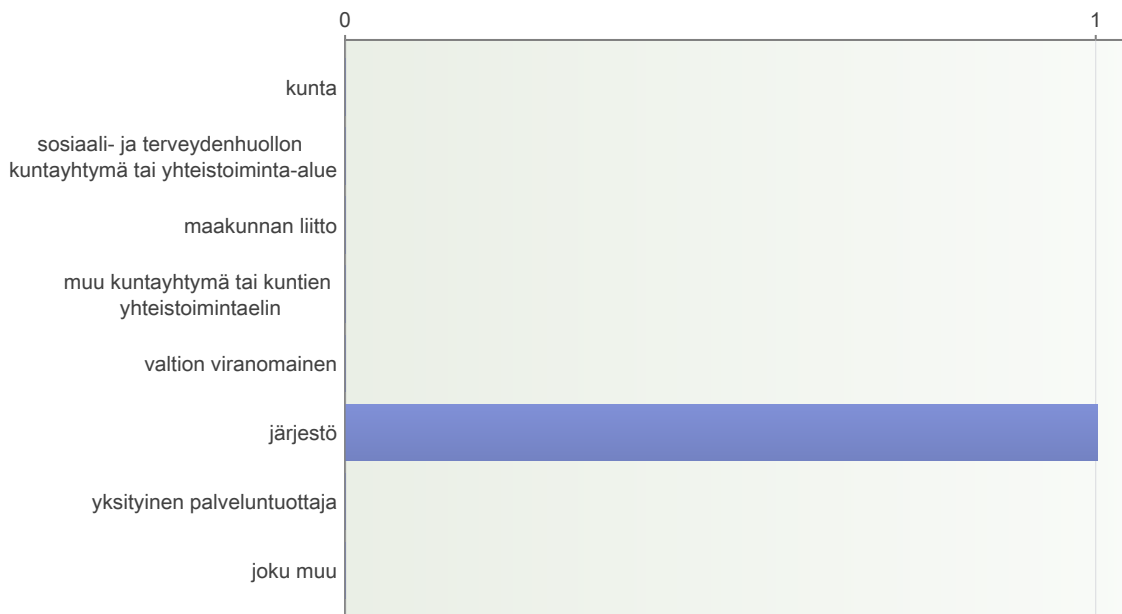 0 1
kunta
sosiaali- ja terveydenhuollon
kuntayhtymä tai yhteistoiminta-alue
maakunnan liitto
muu kuntayhtymä tai kuntien
yhteistoimintaelin
valtion viranomainen
järjestö
yksityinen palveluntuottaja
joku muu